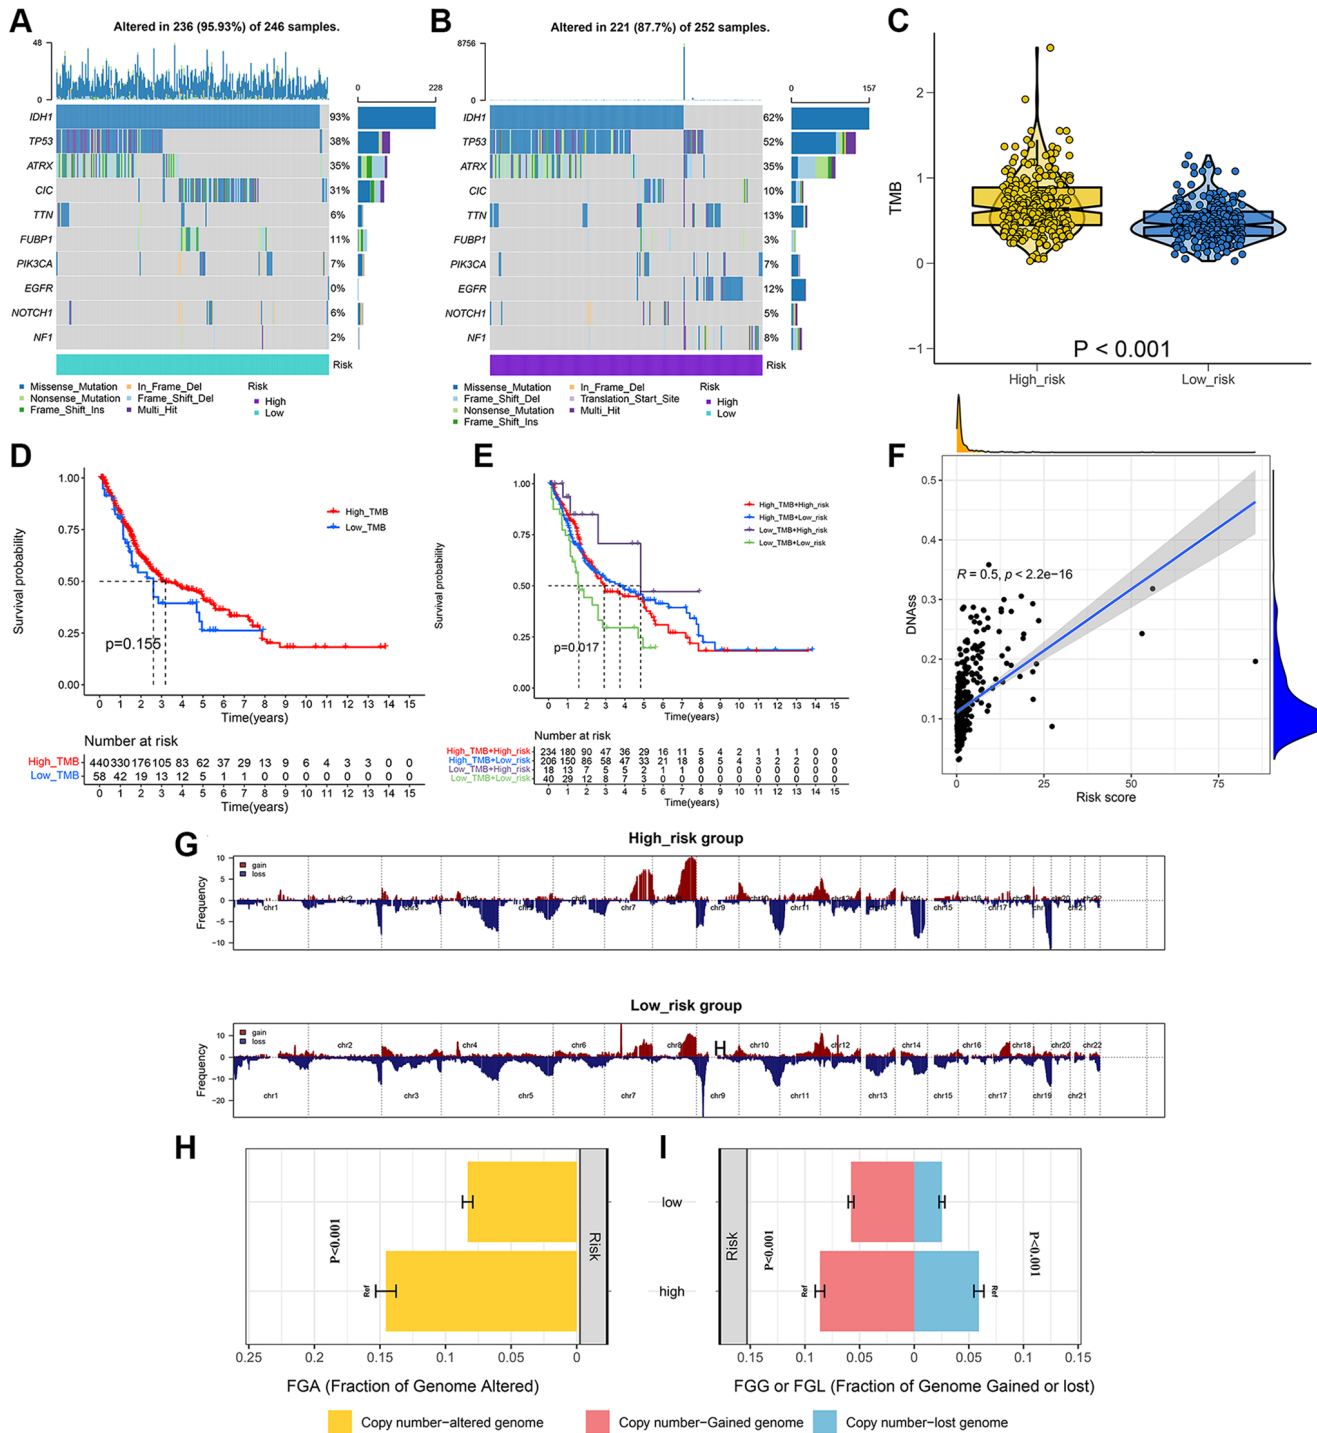 A
Altered in 236 (95.93%) of 246 samples.
48
0
0 228
IDH1 93%
TP53 38%
ATRX 35%
CIC 31%
TTN 6%
FUBP1 11%
PIK3CA 7%
EGFR 0%
NOTCH1 6%
NF1 2%
Risk
Missense_Mutation In_Frame_Del Risk
Nonsense_Mutation Frame_Shift_Del High
Frame_Shift_Ins Multi_Hit Low
B
Altered in 221 (87.7%) of 252 samples.
8756
0
0 157
IDH1 62%
TP53 52%
ATRX 35%
CIC 10%
TTN 13%
FUBP1 3%
PIK3CA 7%
EGFR 12%
NOTCH1 5%
NF1 8%
Risk
Missense_Mutation In_Frame_Del Risk
Frame_Shift_Del Translation_Start_Site High
Nonsense_Mutation Multi_Hit Low
Frame_Shift_Ins
C
TMB
2
1
0
−1
P < 0.001
High_risk Low_risk
D
Survival probability
1.00
0.75
0.50
0.25
0.00
High_TMB
Low_TMB
p=0.155
0 1 2 3 4 5 6 7 8 9 10 11 12 13 14 15
Time(years)
Number at risk
High_TMB 440 330 176 105 83 62 37 29 13 9 6 4 3 3 0 0
Low_TMB 58 42 19 13 12 5 1 1 0 0 0 0 0 0 0 0
0 1 2 3 4 5 6 7 8 9 10 11 12 13 14 15
Time(years)
E
Survival probability
1.00
0.75
0.50
0.25
0.00
High_TMB+High_risk
High_TMB+Low_risk
Low_TMB+High_risk
Low_TMB+Low_risk
p=0.017
0 1 2 3 4 5 6 7 8 9 10 11 12 13 14 15
Time(years)
Number at risk
High_TMB+High_risk 234 180 90 47 36 29 16 11 5 4 2 1 1 1 0 0
High_TMB+Low_risk 206 150 86 58 47 33 21 18 8 5 4 3 2 2 0 0
Low_TMB+High_risk 18 13 7 5 5 2 1 1 0 0 0 0 0 0 0 0
Low_TMB+Low_risk 40 29 12 8 7 3 0 0 0 0 0 0 0 0 0 0
0 1 2 3 4 5 6 7 8 9 10 11 12 13 14 15
Time(years)
F
DNAss
0.5
0.4
0.3
0.2
0.1
R = 0.5, p < 2.2e−16
0 25 50 75
Risk score
G
High_risk group
Frequency
10
5
0
−5
−10
gain
loss
chr2 chr4 chr6 chr10 chr12 chr14 chr16 chr18 chr20 chr22
chr1 chr3 chr5 chr7 chr9 chr11 chr13 chr15 chr17 chr21
Low_risk group
Frequency
10
0
−10
−20
gain
loss
chr2 chr4 chr6 chr8 H chr10 chr12 chr14 chr16 chr18 chr20 chr22
chr1 chr3 chr5 chr7 chr9 chr11 chr13 chr15 chr17 chr19 chr21
H
P<0.001
Ref
Risk
0.25 0.2 0.15 0.1 0.05 0
FGA (Fraction of Genome Altered)
low
high
I
Risk
P<0.001
P<0.001
Ref
Ref
0.15 0.1 0.05 0 0.05 0.1 0.15
FGG or FGL (Fraction of Genome Gained or lost)
Copy number−altered genome Copy number−Gained genome Copy number−lost genome